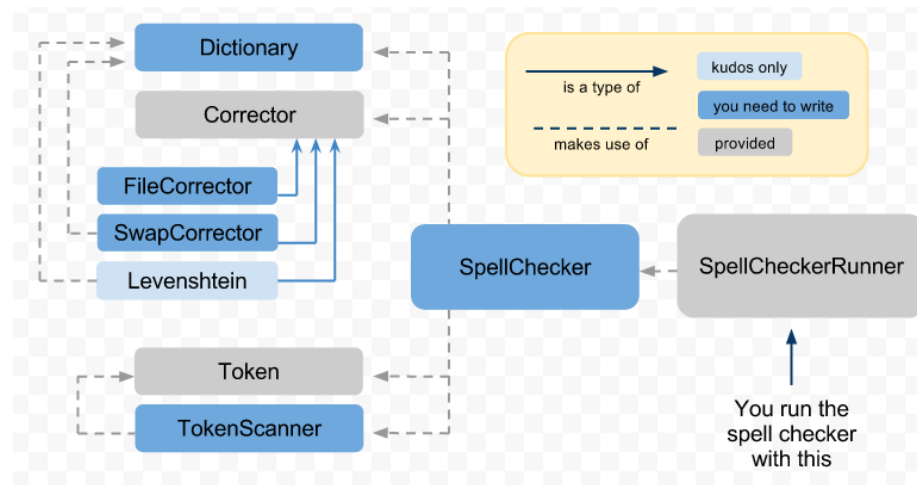 Dictionary
Corrector
FileCorrector
SwapCorrector
Levenshtein
Token
TokenScanner
SpellChecker
SpellCheckerRunner
is a type of
makes use of
kudos only
you need to write
provided
You run the
spell checker
with this